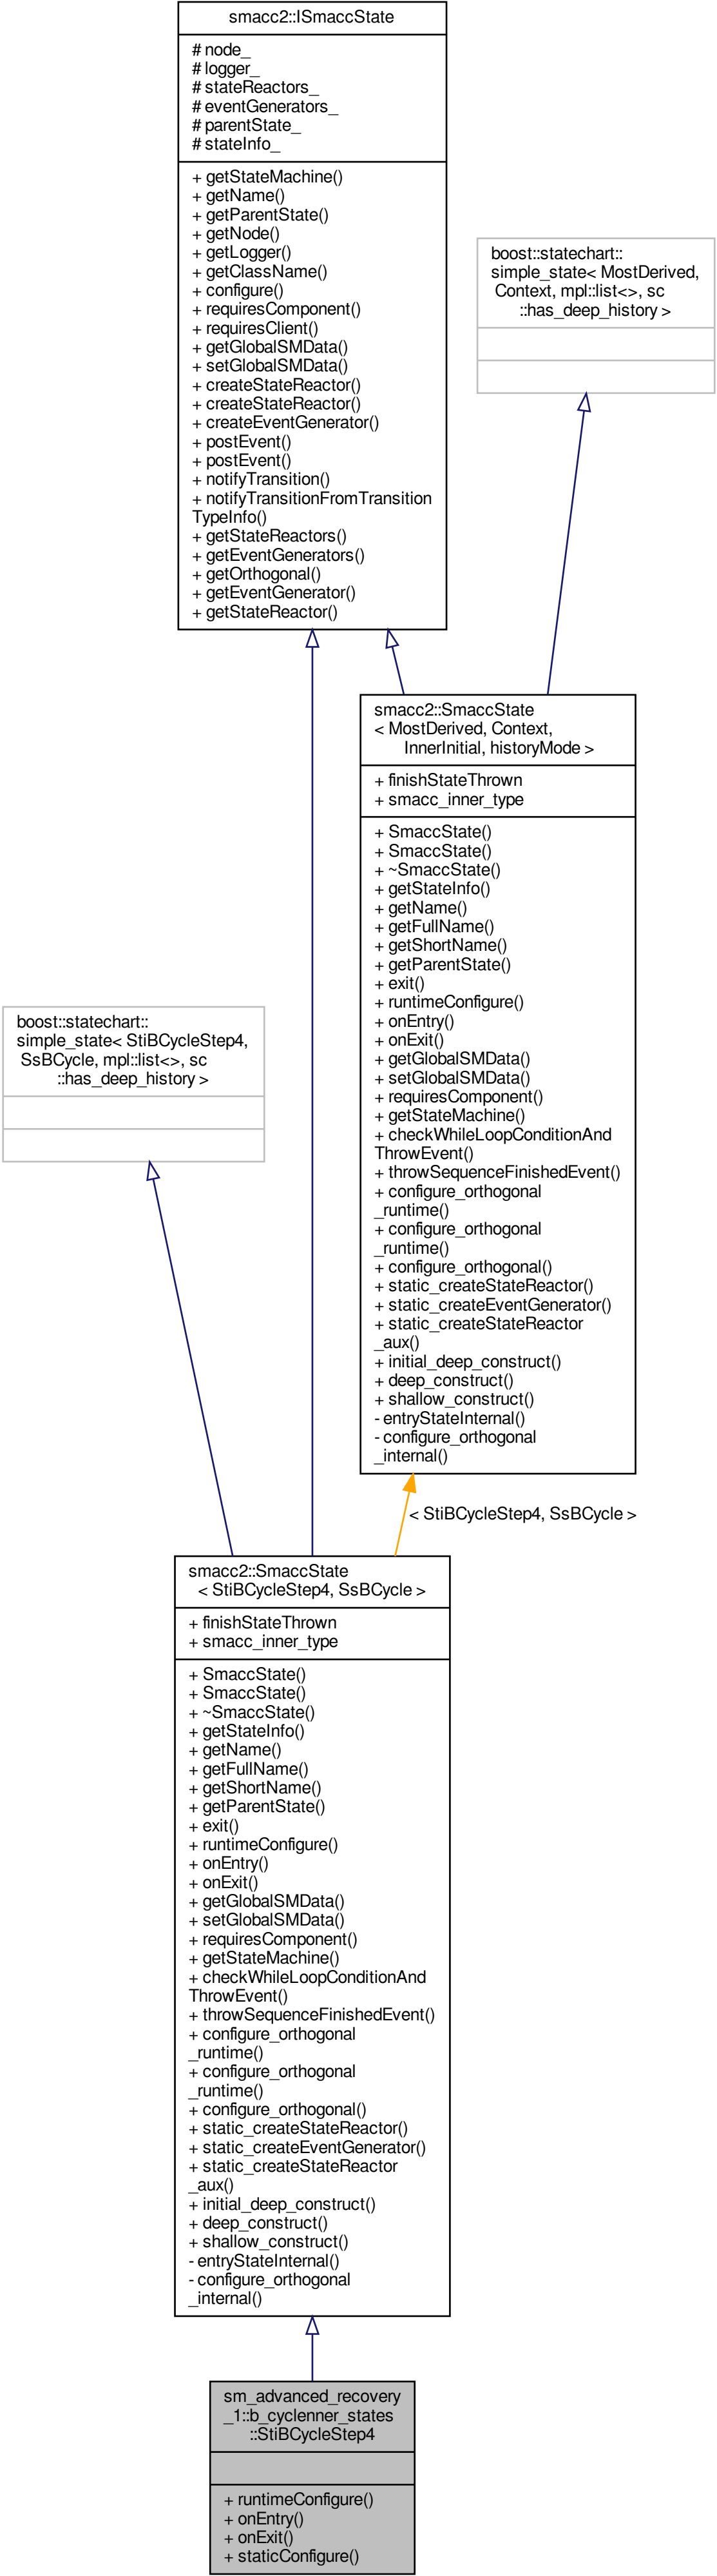 smacc2::ISmaccState
# node_
# logger_
# stateReactors_
# eventGenerators_
# parentState_
# stateInfo_
+ getStateMachine()
+ getName()
+ getParentState()
+ getNode()
+ getLogger()
+ getClassName()
+ configure()
+ requiresComponent()
+ requiresClient()
+ getGlobalSMData()
+ setGlobalSMData()
+ createStateReactor()
+ createStateReactor()
+ createEventGenerator()
+ postEvent()
+ postEvent()
+ notifyTransition()
+ notifyTransitionFromTransition
TypeInfo()
+ getStateReactors()
+ getEventGenerators()
+ getOrthogonal()
+ getEventGenerator()
+ getStateReactor()
boost::statechart::
simple_state< MostDerived,
Context, mpl::list<>, sc
::has_deep_history >
smacc2::SmaccState
< MostDerived, Context,
InnerInitial, historyMode >
+ finishStateThrown
+ smacc_inner_type
+ SmaccState()
+ SmaccState()
+ ~SmaccState()
+ getStateInfo()
+ getName()
+ getFullName()
+ getShortName()
+ getParentState()
+ exit()
+ runtimeConfigure()
+ onEntry()
+ onExit()
+ getGlobalSMData()
+ setGlobalSMData()
+ requiresComponent()
+ getStateMachine()
+ checkWhileLoopConditionAnd
ThrowEvent()
+ throwSequenceFinishedEvent()
+ configure_orthogonal
_runtime()
+ configure_orthogonal
_runtime()
+ configure_orthogonal()
+ static_createStateReactor()
+ static_createEventGenerator()
+ static_createStateReactor
_aux()
+ initial_deep_construct()
+ deep_construct()
+ shallow_construct()
- entryStateInternal()
- configure_orthogonal
_internal()
boost::statechart::
simple_state< StiBCycleStep4,
SsBCycle, mpl::list<>, sc
::has_deep_history >
< StiBCycleStep4, SsBCycle >
smacc2::SmaccState
< StiBCycleStep4, SsBCycle >
+ finishStateThrown
+ smacc_inner_type
+ SmaccState()
+ SmaccState()
+ ~SmaccState()
+ getStateInfo()
+ getName()
+ getFullName()
+ getShortName()
+ getParentState()
+ exit()
+ runtimeConfigure()
+ onEntry()
+ onExit()
+ getGlobalSMData()
+ setGlobalSMData()
+ requiresComponent()
+ getStateMachine()
+ checkWhileLoopConditionAnd
ThrowEvent()
+ throwSequenceFinishedEvent()
+ configure_orthogonal
_runtime()
+ configure_orthogonal
_runtime()
+ configure_orthogonal()
+ static_createStateReactor()
+ static_createEventGenerator()
+ static_createStateReactor
_aux()
+ initial_deep_construct()
+ deep_construct()
+ shallow_construct()
- entryStateInternal()
- configure_orthogonal
_internal()
sm_advanced_recovery
_1::b_cyclenner_states
::StiBCycleStep4
+ runtimeConfigure()
+ onEntry()
+ onExit()
+ staticConfigure()